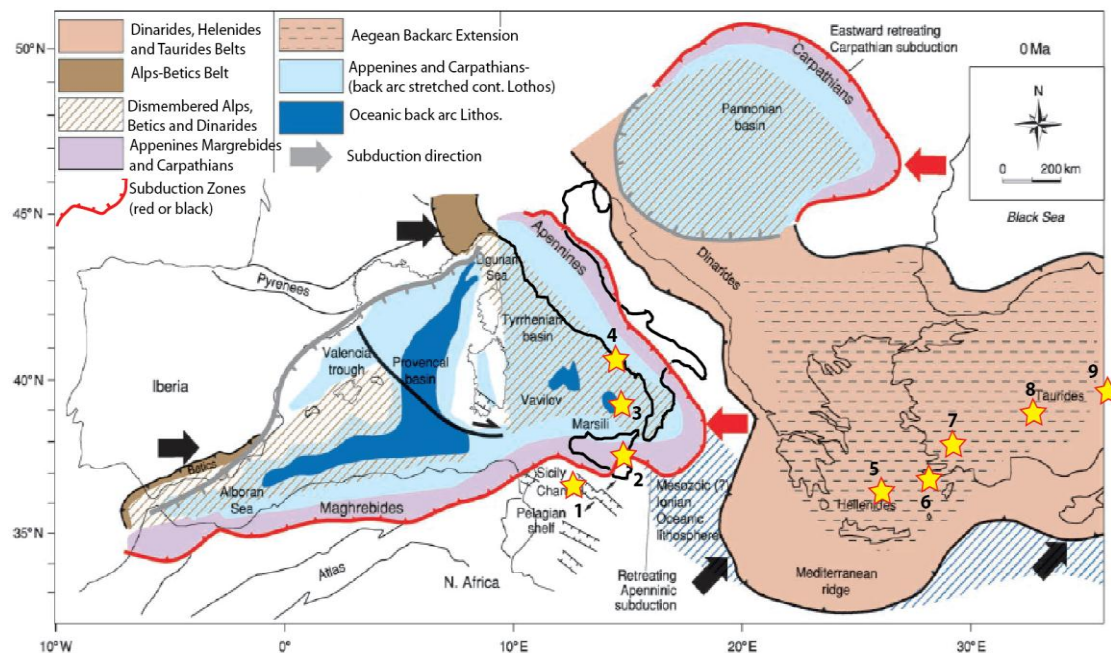 Dinarides, Helenides
and Taurides Belts
Alps-Betics Belt
Dismembered Alps,
Betics and Dinarides
Appenines Margrebides
and Carpathians
Subduction Zones
(red or black)
Aegean Backarc Extension
Appenines and Carpathians-
(back arc stretched cont. Lothos)
Oceanic back arc Lithos.
Subduction direction
Eastward retreating
Carpathian subduction
0 Ma
N
0 200 km
Black Sea
Carpathians
Pannonian
basin
50°N
45°N
40°N
35°N
Ligurian
Sea
Apennines
Dinarides
Pyrenees
Tyrrhenian
basin
Valencia
trough
Provencal
basin
Iberia
Vavilov
Marsili
Betics
Alboran
Sea
Maghrebides
Sicily
Chan
Pelagian
shelf
Mesozoic (?)
Ionian
Oceanic
lithosphere
Atlas
N. Africa
Retreating
Apenninic
subduction
Mediterranean
ridge
Hellenides
Taurides
1
2
3
4
5
6
7
8
9
10°W
0°
10°E
20°E
30°E